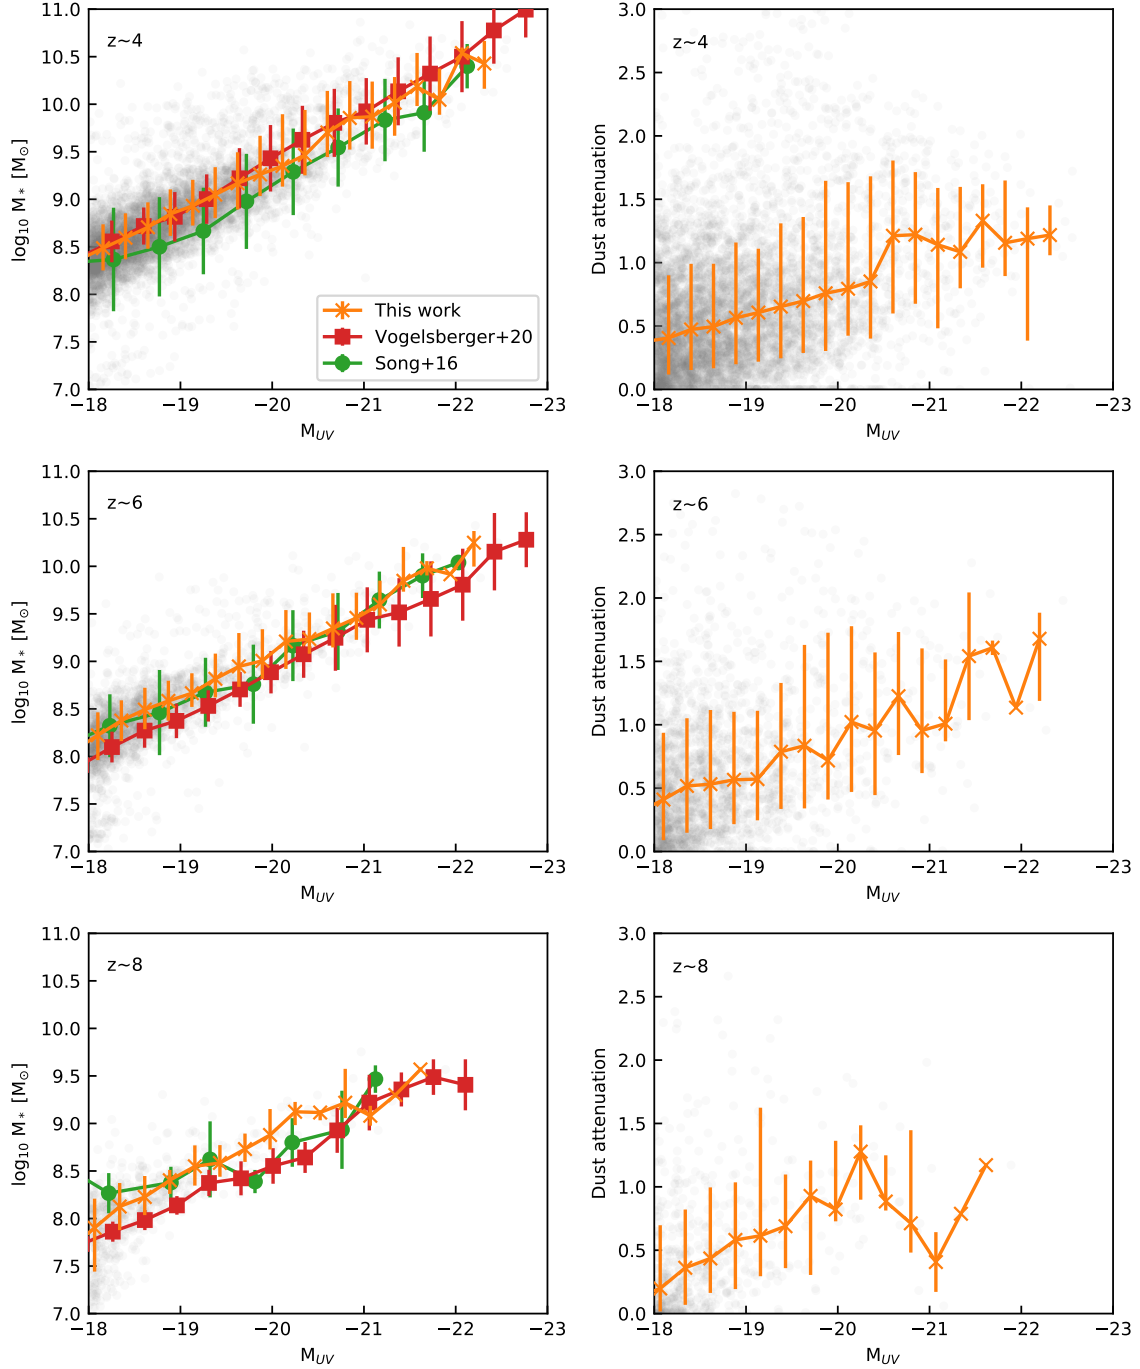 11.0
10.5
10.0
9.5
9.0
8.5
8.0
7.5
7.0
log₁₀ M* [M☉]
z~4
This work
Vogelsberger+20
Song+16
−18 −19 −20 −21 −22 −23
M_UV
3.0
2.5
2.0
1.5
1.0
0.5
0.0
Dust attenuation
z~4
−18 −19 −20 −21 −22 −23
M_UV
11.0
10.5
10.0
9.5
9.0
8.5
8.0
7.5
7.0
log₁₀ M* [M☉]
z~6
−18 −19 −20 −21 −22 −23
M_UV
3.0
2.5
2.0
1.5
1.0
0.5
0.0
Dust attenuation
z~6
−18 −19 −20 −21 −22 −23
M_UV
11.0
10.5
10.0
9.5
9.0
8.5
8.0
7.5
7.0
log₁₀ M* [M☉]
z~8
−18 −19 −20 −21 −22 −23
M_UV
3.0
2.5
2.0
1.5
1.0
0.5
0.0
Dust attenuation
z~8
−18 −19 −20 −21 −22 −23
M_UV